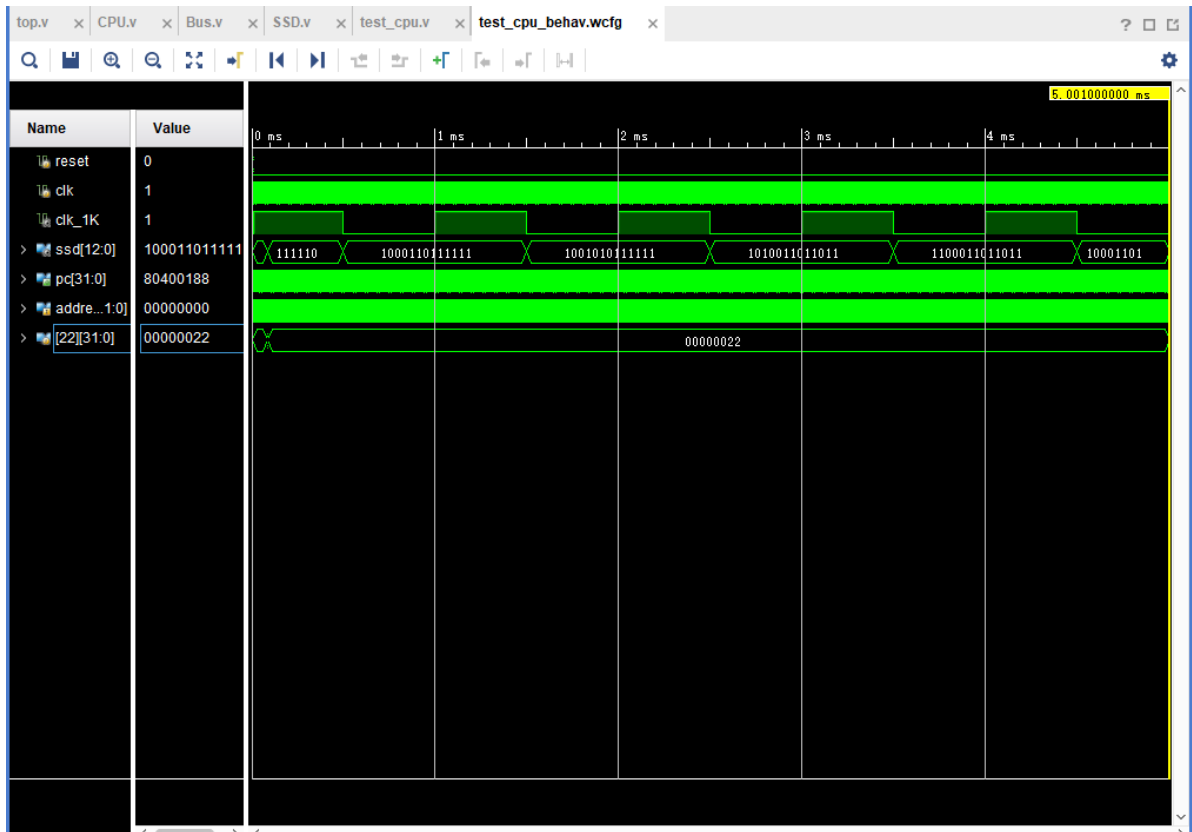 top.v CPU.v Bus.v SSD.v test_cpu.v test_cpu_behav.wcfg
5.001000000 ms
Name Value
0 ms 1 ms 2 ms 3 ms 4 ms
reset 0
clk 1
clk_1K 1
ssd[12:0] 100011011111 111110 1000110111111 1001010111111 1010011011011 1100011011011 10001101
pc[31:0] 80400188
addre...1:0] 00000000
[22][31:0] 00000022 00000022